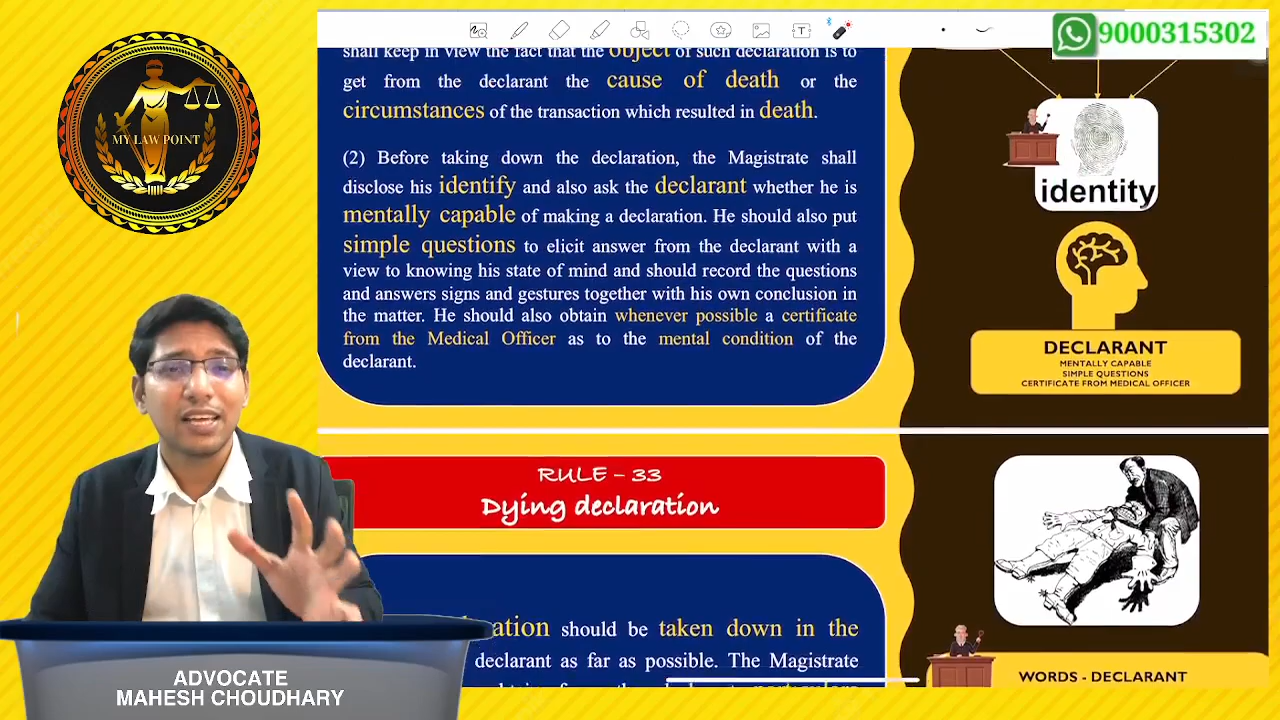 9000315302
MY LAW POINT
shall keep in view the fact that the object of such declaration is to
get from the declarant the cause of death or the
circumstances of the transaction which resulted in death.
(2) Before taking down the declaration, the Magistrate shall
disclose his identify and also ask the declarant whether he is
mentally capable of making a declaration. He should also put
simple questions to elicit answer from the declarant with a
view to knowing his state of mind and should record the questions
and answers signs and gestures together with his own conclusion in
the matter. He should also obtain whenever possible a certificate
from the Medical Officer as to the mental condition of the
declarant.
identity
DECLARANT
MENTALLY CAPABLE
SIMPLE QUESTIONS
CERTIFICATE FROM MEDICAL OFFICER
RULE – 33
Dying declaration
should be taken down in the
declarant as far as possible. The Magistrate
WORDS - DECLARANT
ADVOCATE
MAHESH CHOUDHARY